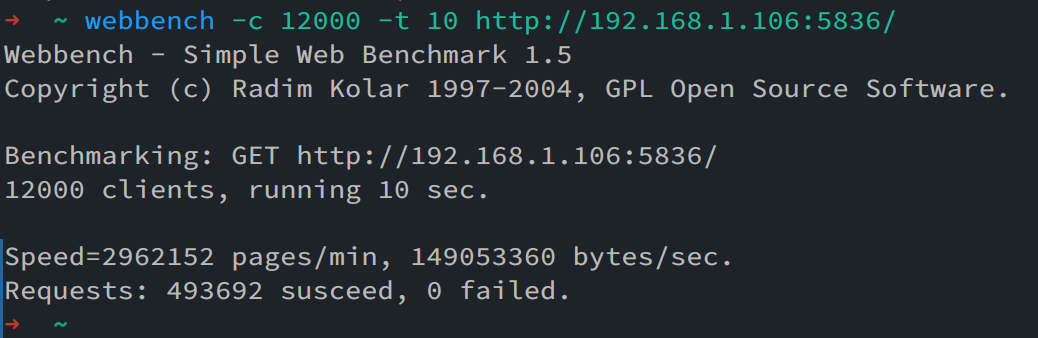 ➜  ~ webbench -c 12000 -t 10 http://192.168.1.106:5836/
Webbench - Simple Web Benchmark 1.5
Copyright (c) Radim Kolar 1997-2004, GPL Open Source Software.

Benchmarking: GET http://192.168.1.106:5836/
12000 clients, running 10 sec.

Speed=2962152 pages/min, 149053360 bytes/sec.
Requests: 493692 susceed, 0 failed.
➜  ~